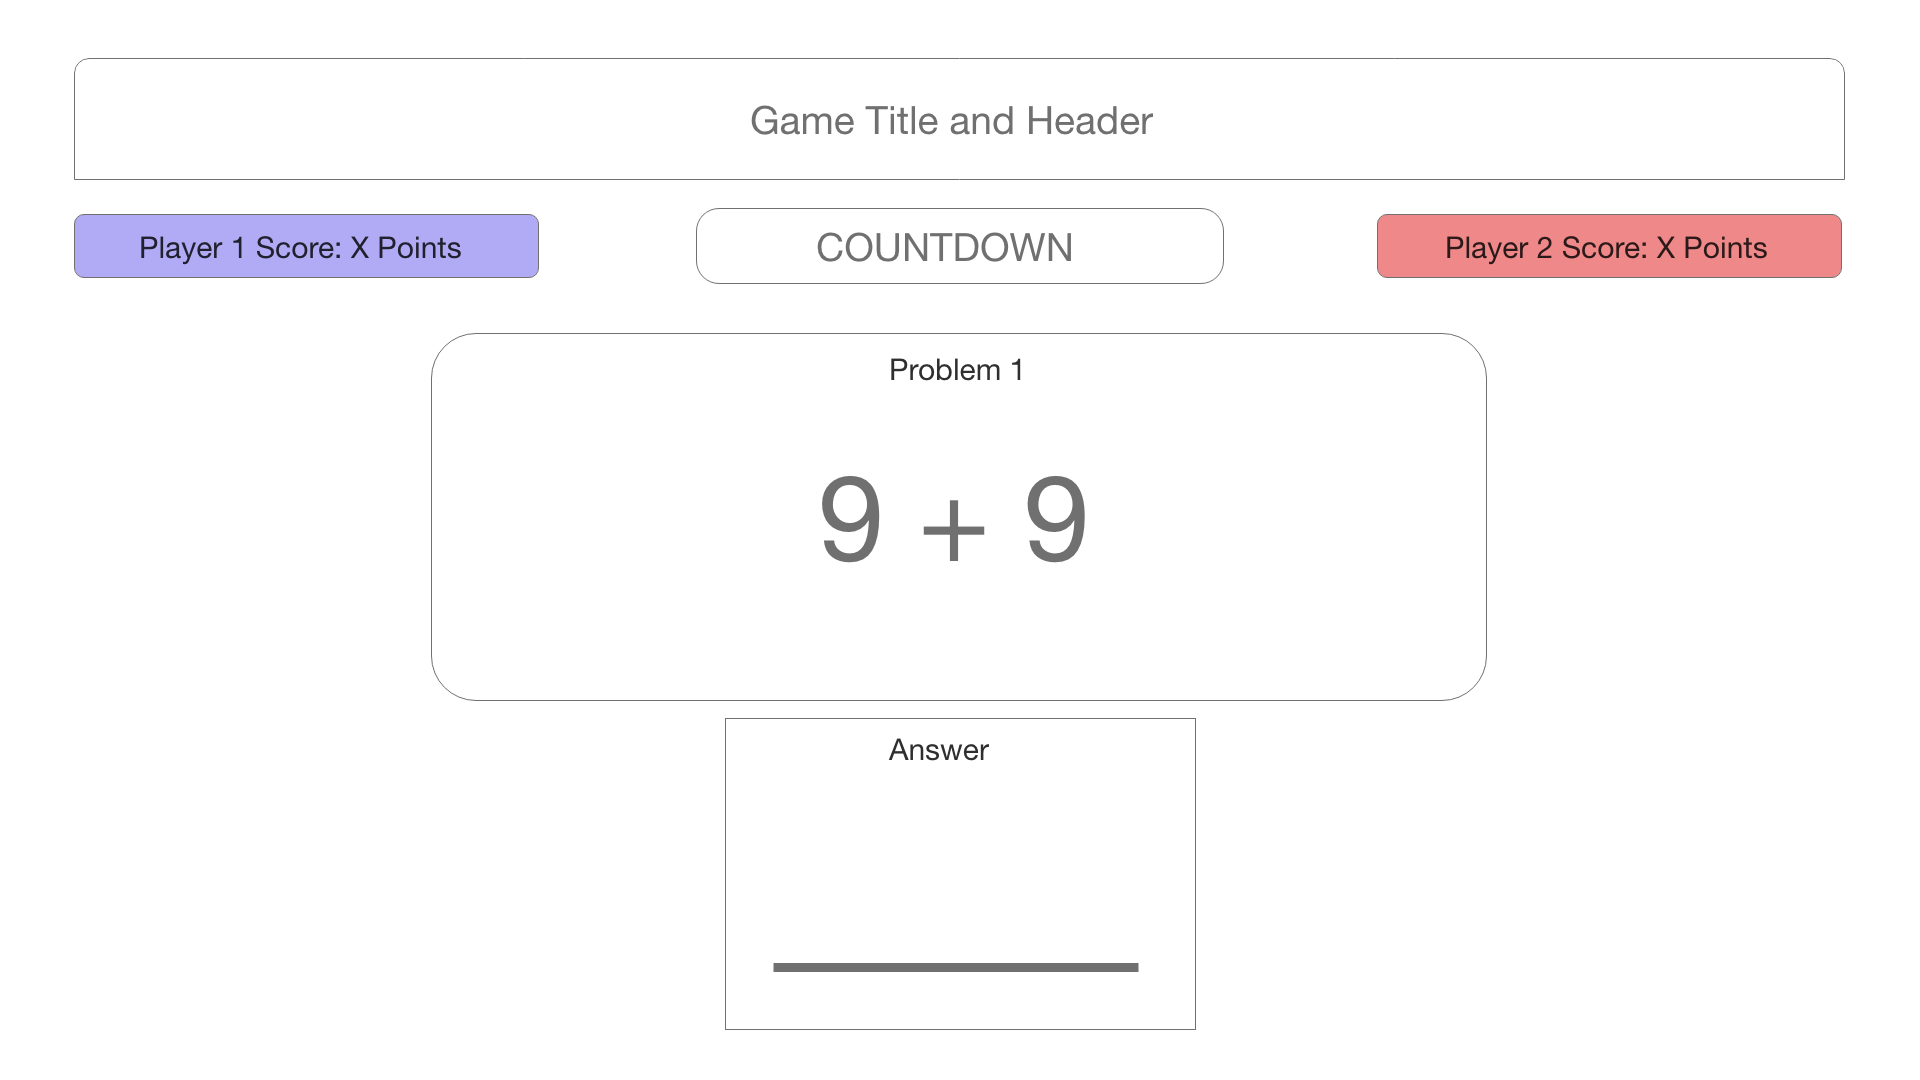 Game Title and Header
Player 1 Score: X Points
COUNTDOWN
Player 2 Score: X Points
Problem 1
9 + 9
Answer